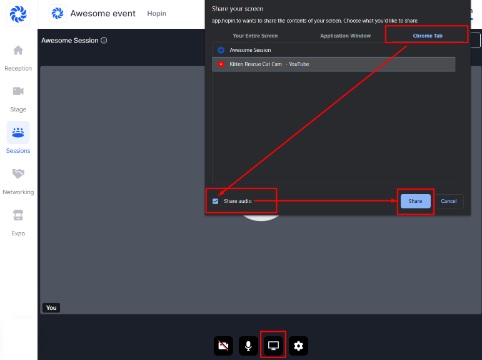 Awesome event Hopin
Share your screen
app.hopin.to wants to share the contents of your screen. Choose what you'd like to share.
Your Entire Screen Application Window Chrome Tab
Awesome Session
Awesome Session
Kitten Rescue Cat Cam - YouTube
Reception
Stage
Sessions
Networking
Expo
Share audio
Share Cancel
You